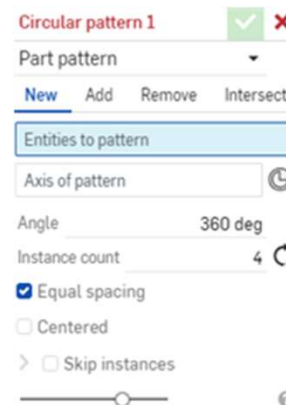 Circular pattern 1
Part pattern
New Add Remove Intersect
Entities to pattern
Axis of pattern
Angle 360 deg
Instance count 4
Equal spacing
Centered
Skip instances